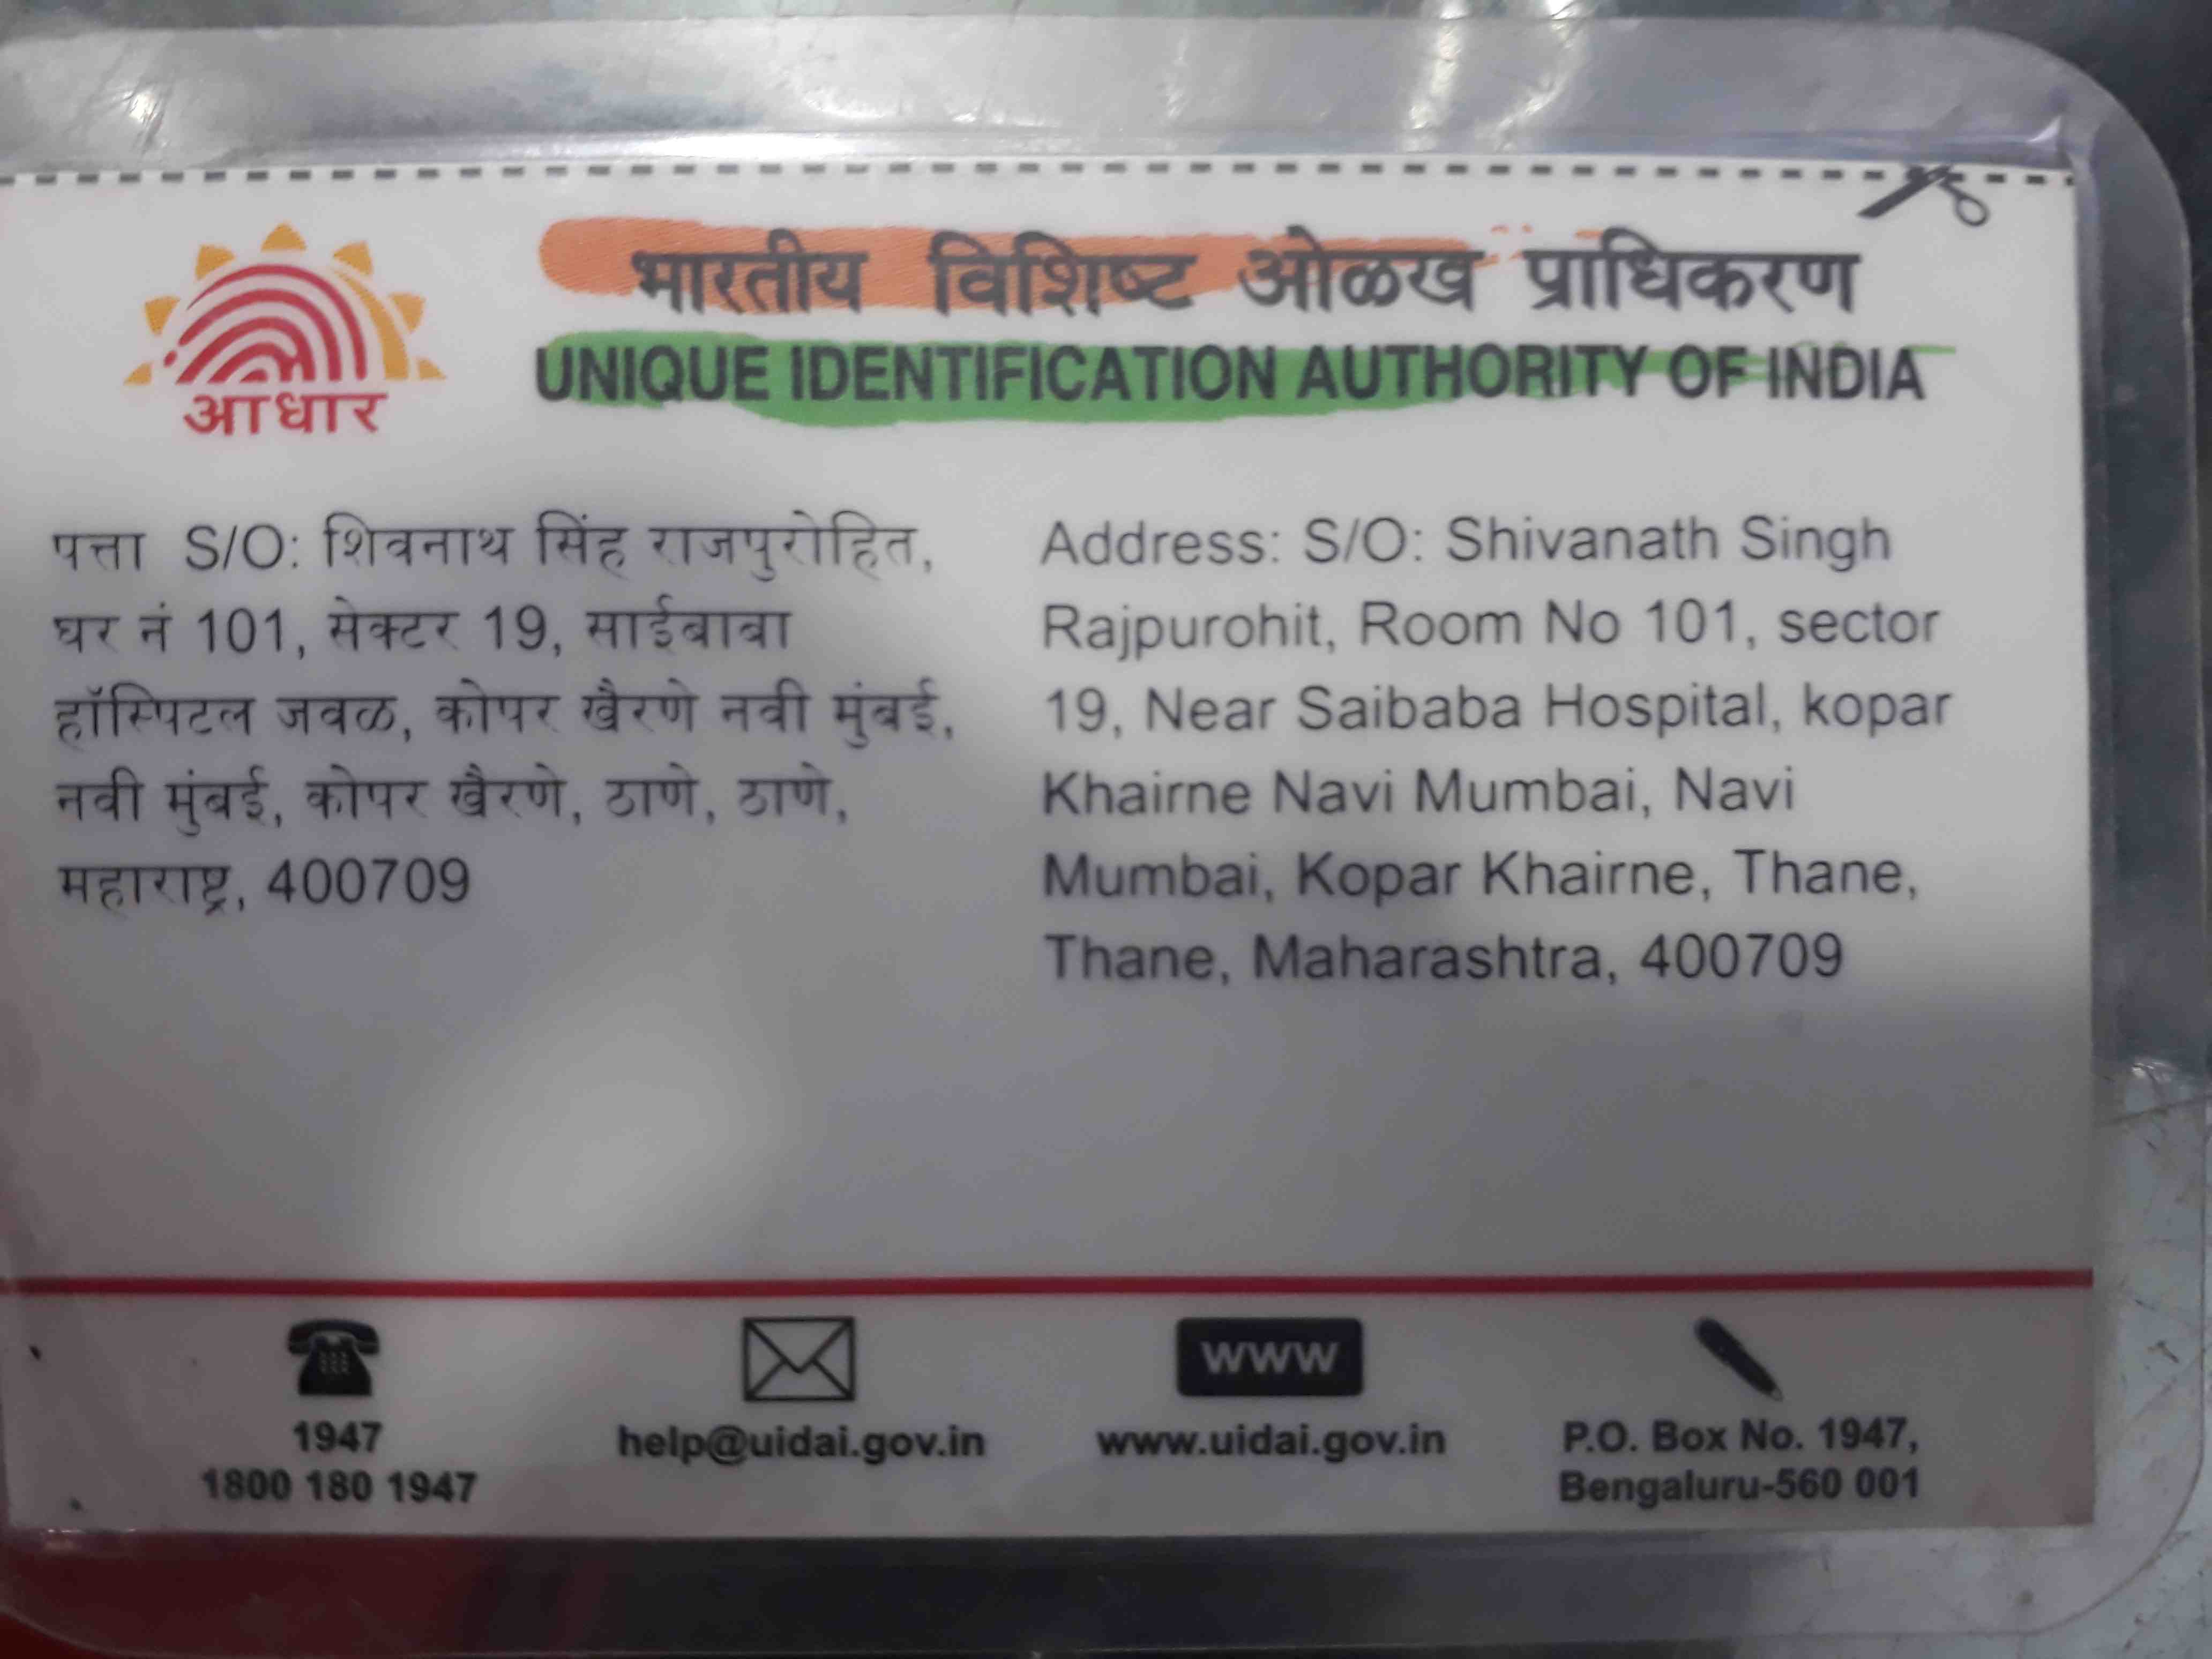 भारतीय विशिष्ट ओळख प्राधिकरण
UNIQUE IDENTIFICATION AUTHORITY OF INDIA
आधार
पत्ता S/O: शिवनाथ सिंह राजपुरोहित,
घर नं 101, सेक्टर 19, साईबाबा
हॉस्पिटल जवळ, कोपर खैरणे नवी मुंबई,
नवी मुंबई, कोपर खैरणे, ठाणे, ठाणे,
महाराष्ट्र, 400709
Address: S/O: Shivanath Singh
Rajpurohit, Room No 101, sector
19, Near Saibaba Hospital, kopar
Khairne Navi Mumbai, Navi
Mumbai, Kopar Khairne, Thane,
Thane, Maharashtra, 400709
1947
1800 180 1947
help@uidai.gov.in
www
www.uidai.gov.in
P.O. Box No. 1947,
Bengaluru-560 001